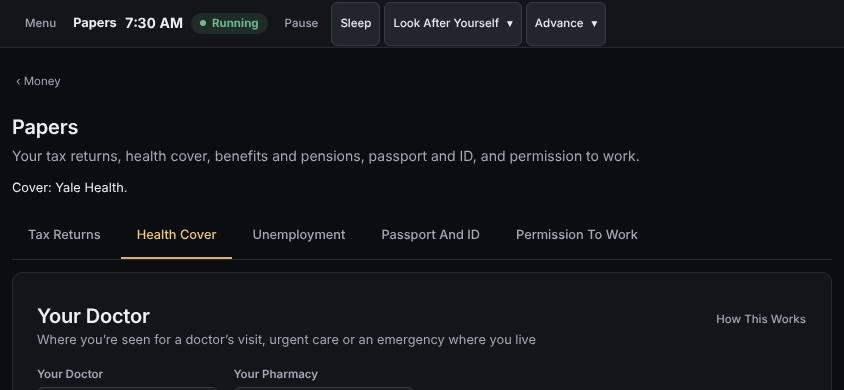 Menu Papers 7:30 AM Running Pause Sleep Look After Yourself ▾ Advance ▾
‹ Money
Papers
Your tax returns, health cover, benefits and pensions, passport and ID, and permission to work.
Cover: Yale Health.
Tax Returns Health Cover Unemployment Passport And ID Permission To Work
Your Doctor
How This Works
Where you're seen for a doctor's visit, urgent care or an emergency where you live
Your Doctor Your Pharmacy